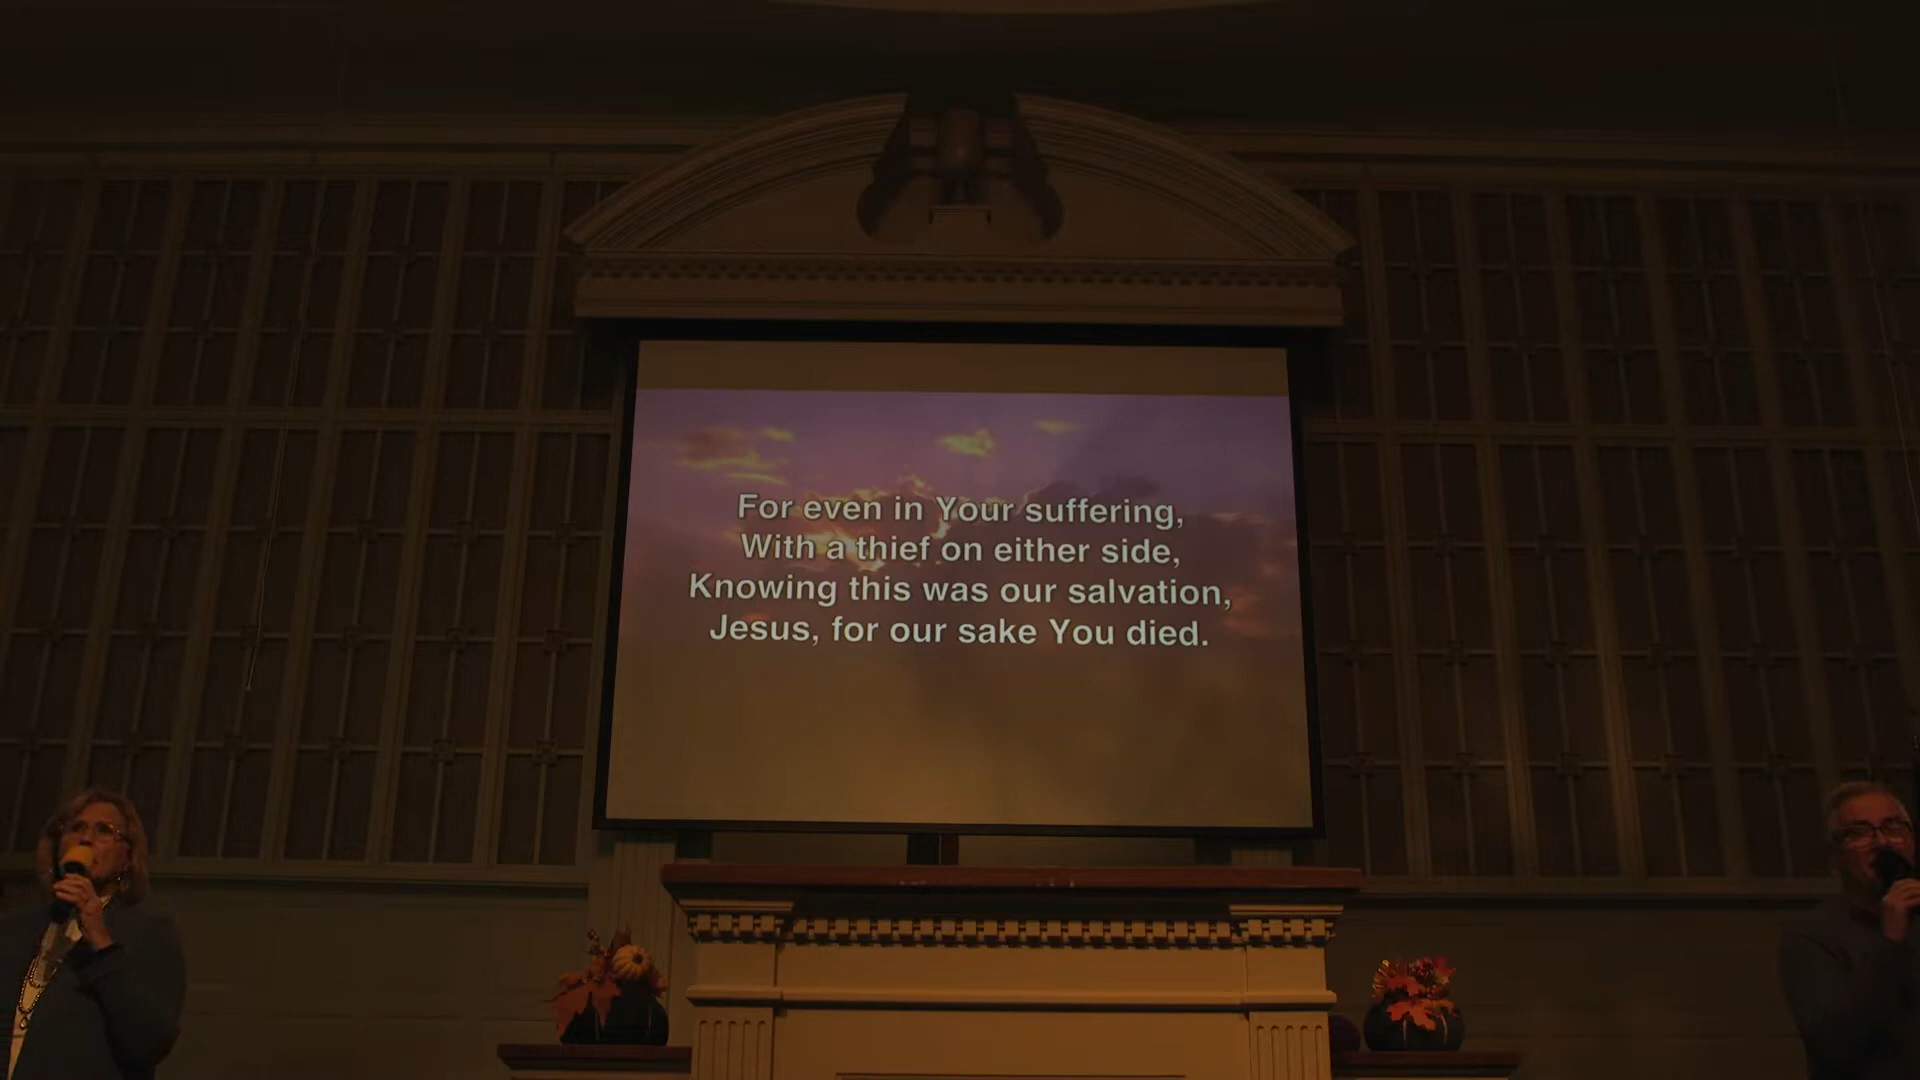 For even in Your suffering,
With a thief on either side,
Knowing this was our salvation,
Jesus, for our sake You died.